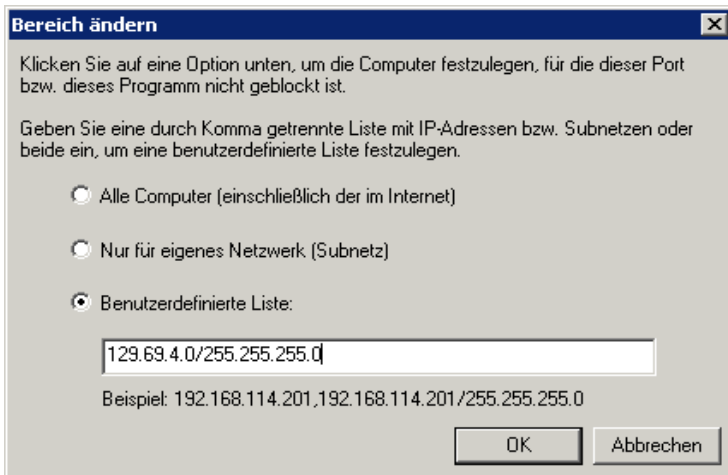 Bereich ändern
Klicken Sie auf eine Option unten, um die Computer festzulegen, für die dieser Port
bzw. dieses Programm nicht geblockt ist.
Geben Sie eine durch Komma getrennte Liste mit IP-Adressen bzw. Subnetzen oder
beide ein, um eine benutzerdefinierte Liste festzulegen.
Alle Computer (einschließlich der im Internet)
Nur für eigenes Netzwerk (Subnetz)
Benutzerdefinierte Liste:
129.69.4.0/255.255.255.0
Beispiel: 192.168.114.201,192.168.114.201/255.255.255.0
OK Abbrechen